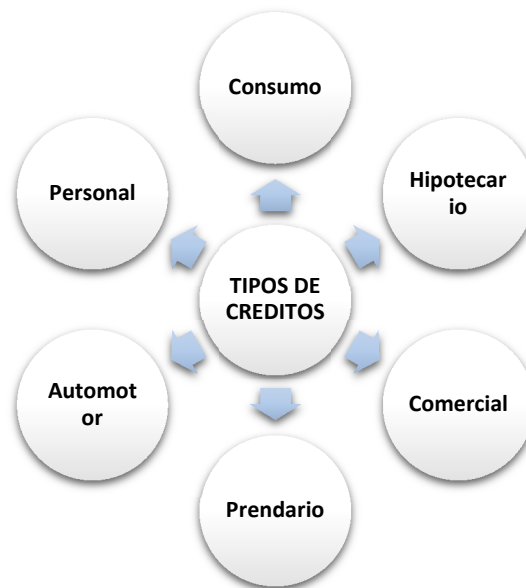 Consumo
Personal
Hipotecar
io
TIPOS DE
CREDITOS
Automot
or
Comercial
Prendario